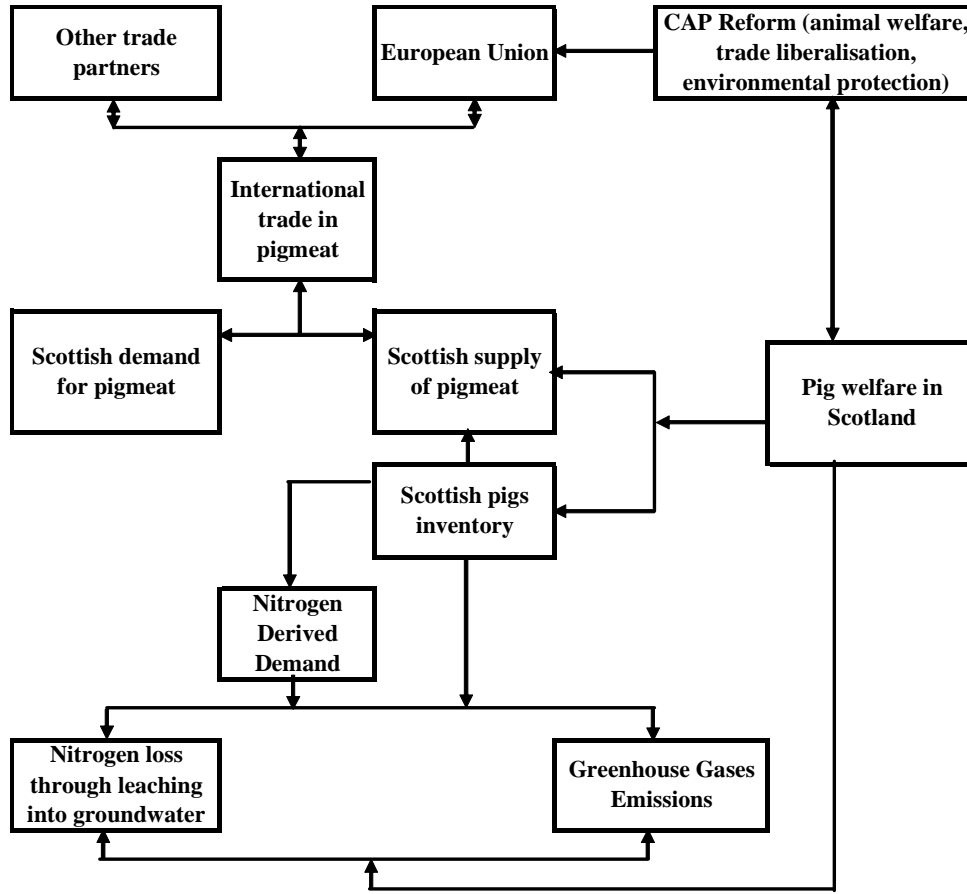 Other trade
partners
European Union
CAP Reform (animal welfare,
trade liberalisation,
environmental protection)
International
trade in
pigmeat
Scottish demand
for pigmeat
Scottish supply
of pigmeat
Pig welfare in
Scotland
Scottish pigs
inventory
Nitrogen
Derived
Demand
Nitrogen loss
through leaching
into groundwater
Greenhouse Gases
Emissions